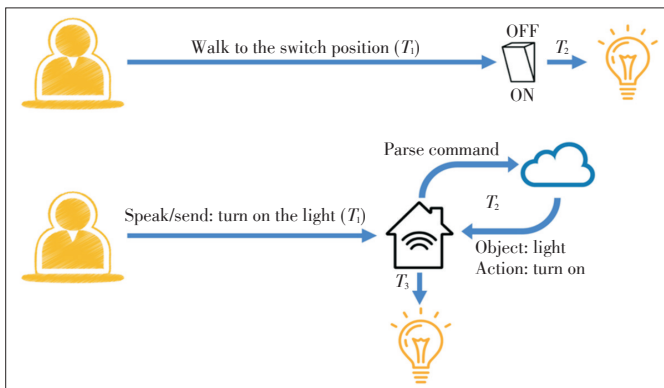 Walk to the switch position (T₁)
OFF
T₂
ON
Parse command
Speak/send: turn on the light (T₁)
T₂
Object: light
Action: turn on
T₃